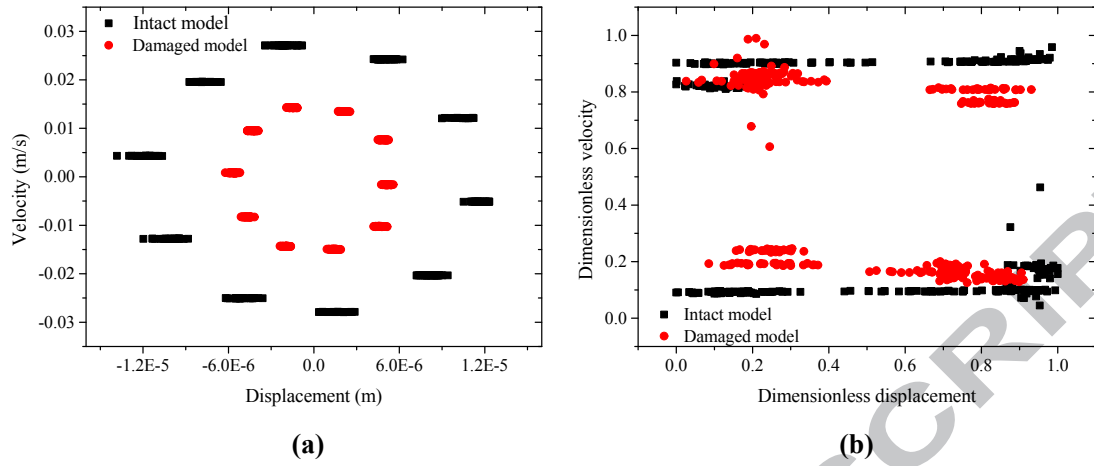 0.03
0.02
0.01
0.00
-0.01
-0.02
-0.03
Velocity (m/s)
Intact model
Damaged model
-1.2E-5
-6.0E-6
0.0
6.0E-6
1.2E-5
Displacement (m)
(a)
1.0
0.8
0.6
0.4
0.2
0.0
Dimensionless velocity
Intact model
Damaged model
0.0
0.2
0.4
0.6
0.8
1.0
Dimensionless displacement
(b)
SCRIP